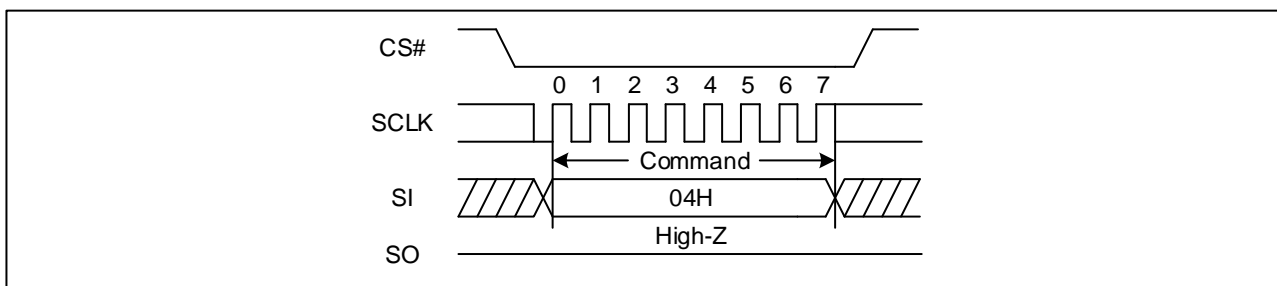 CS#
0 1 2 3 4 5 6 7
SCLK
Command
SI
04H
High-Z
SO